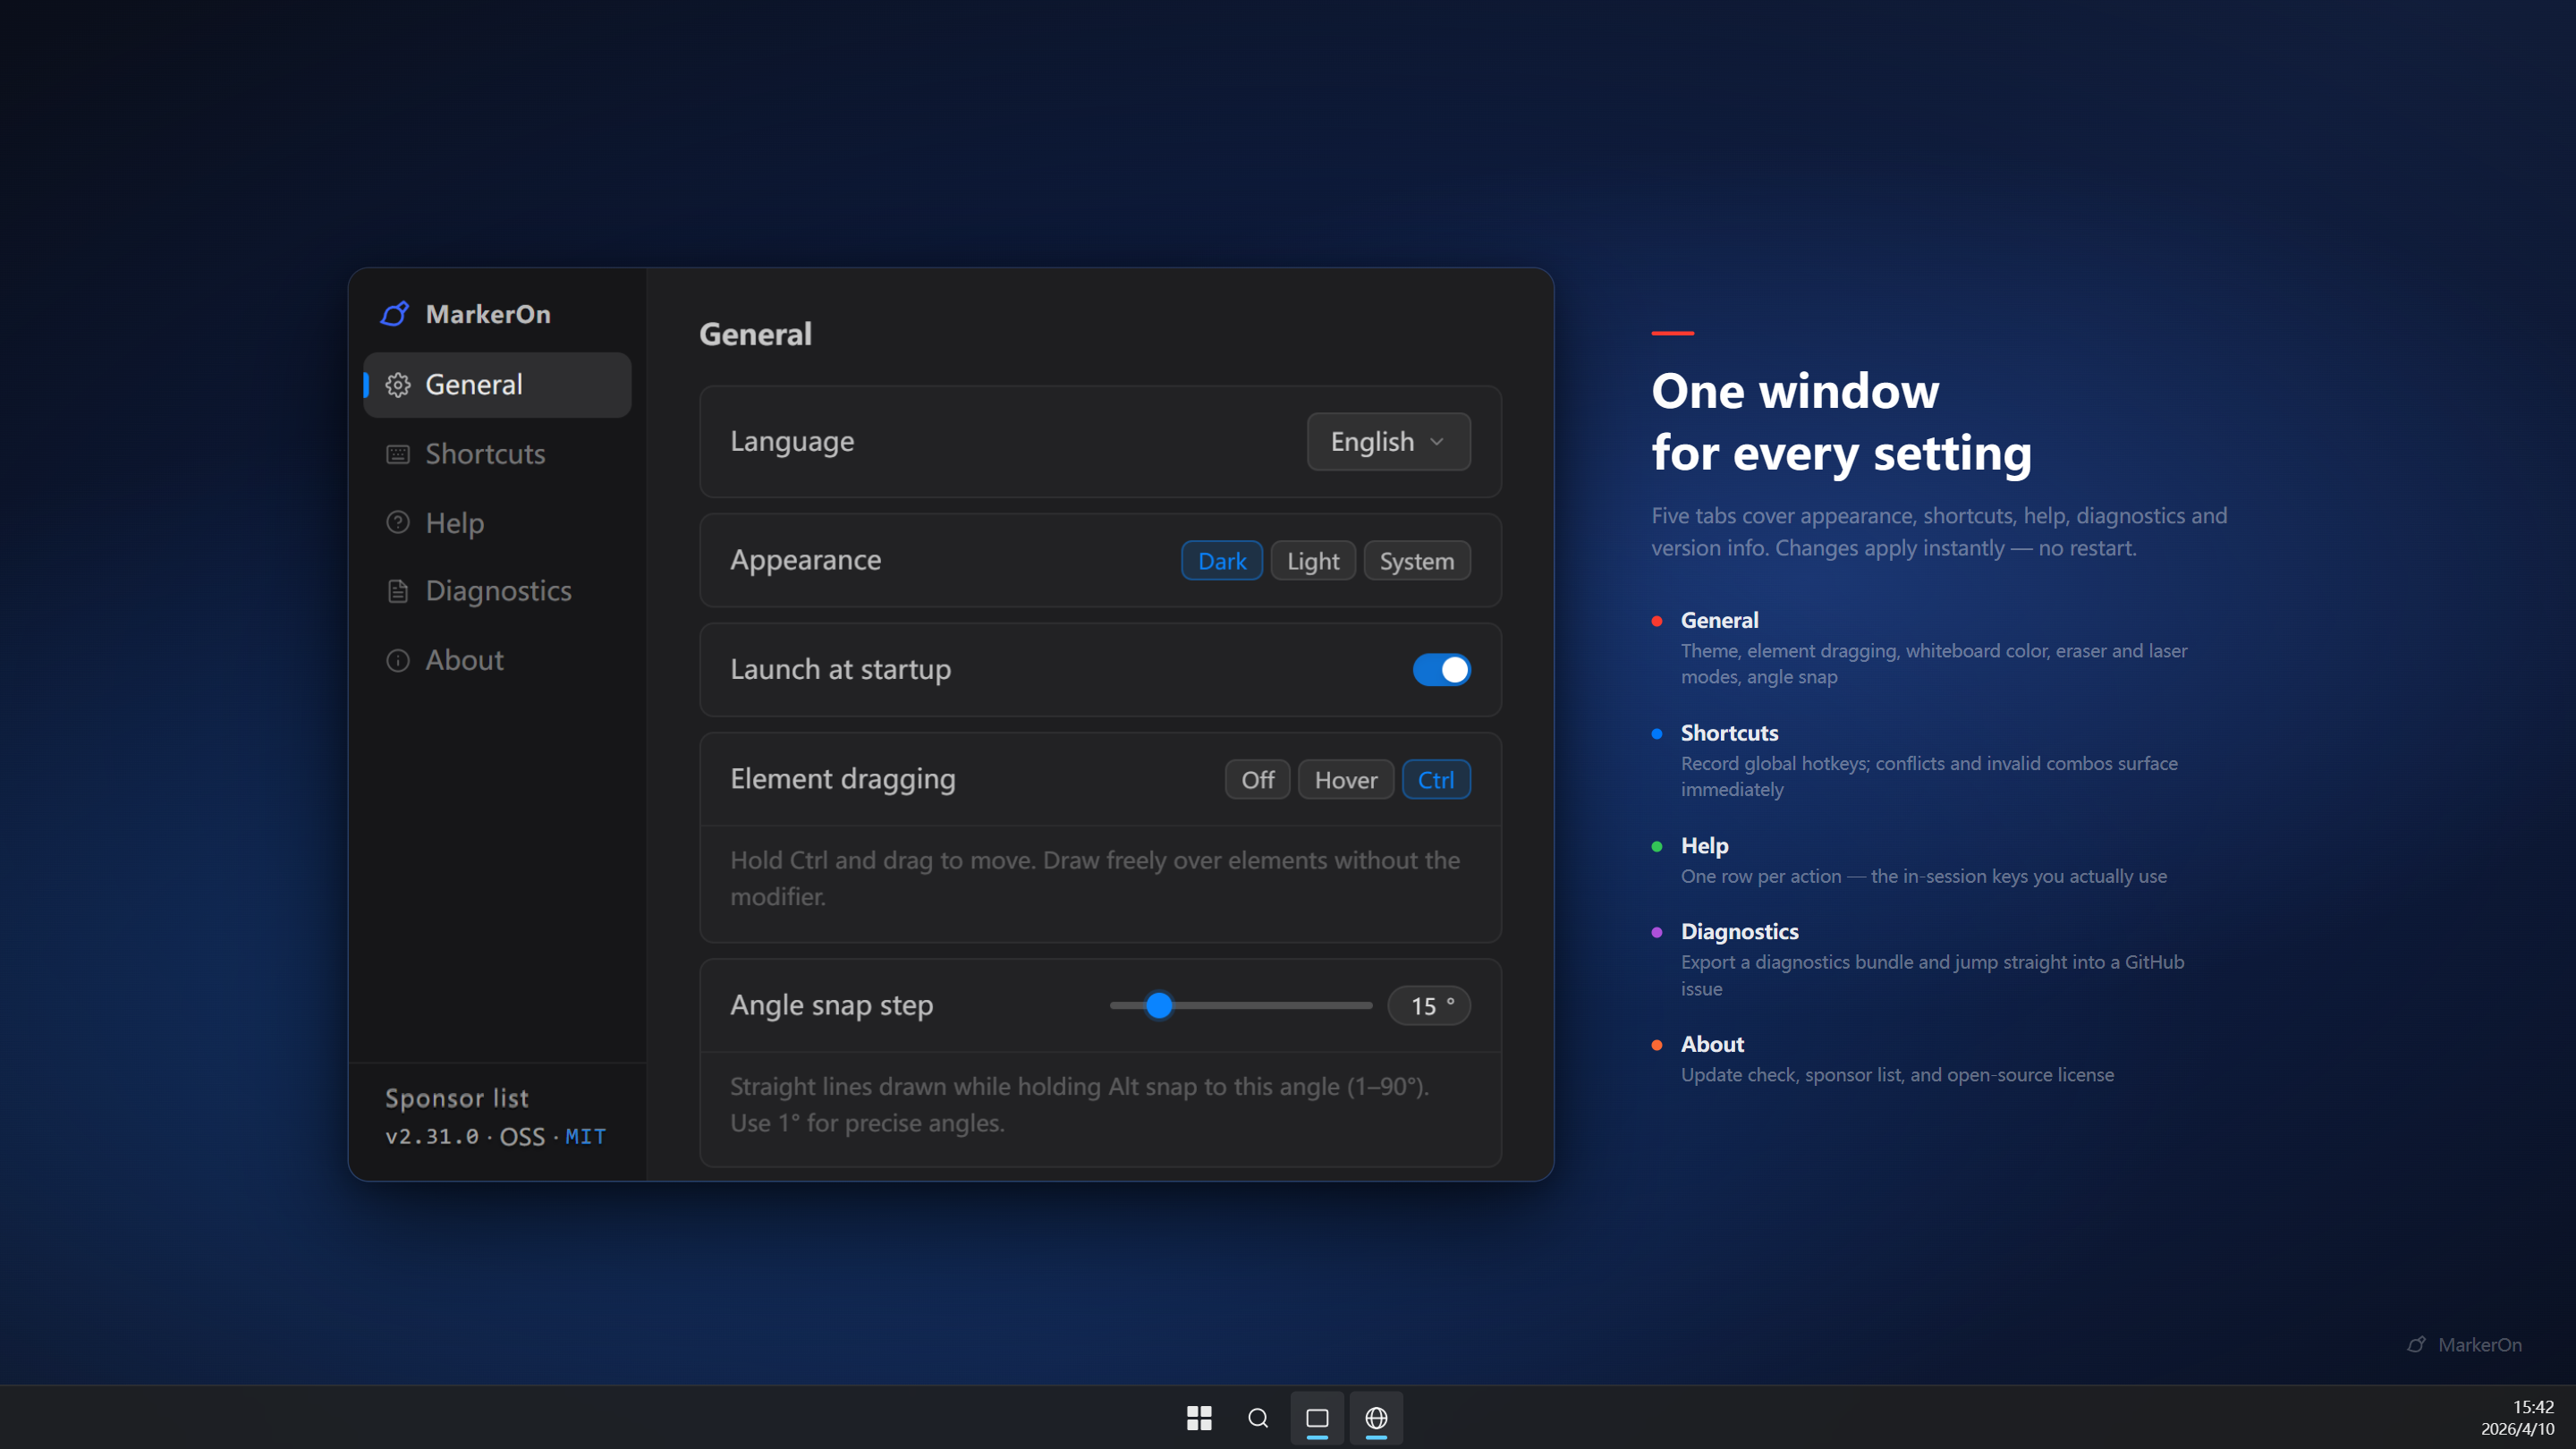 MarkerOn
General
Shortcuts
Help
Diagnostics
About
Sponsor list
v2.31.0 · OSS · MIT
General
Language
English
Appearance
Dark
Light
System
Launch at startup
Element dragging
Off
Hover
Ctrl
Hold Ctrl and drag to move. Draw freely over elements without the
modifier.
Angle snap step
15 °
Straight lines drawn while holding Alt snap to this angle (1–90°).
Use 1° for precise angles.
One window
for every setting
Five tabs cover appearance, shortcuts, help, diagnostics and
version info. Changes apply instantly — no restart.
General
Theme, element dragging, whiteboard color, eraser and laser
modes, angle snap
Shortcuts
Record global hotkeys; conflicts and invalid combos surface
immediately
Help
One row per action — the in-session keys you actually use
Diagnostics
Export a diagnostics bundle and jump straight into a GitHub
issue
About
Update check, sponsor list, and open-source license
MarkerOn
15:42
2026/4/10